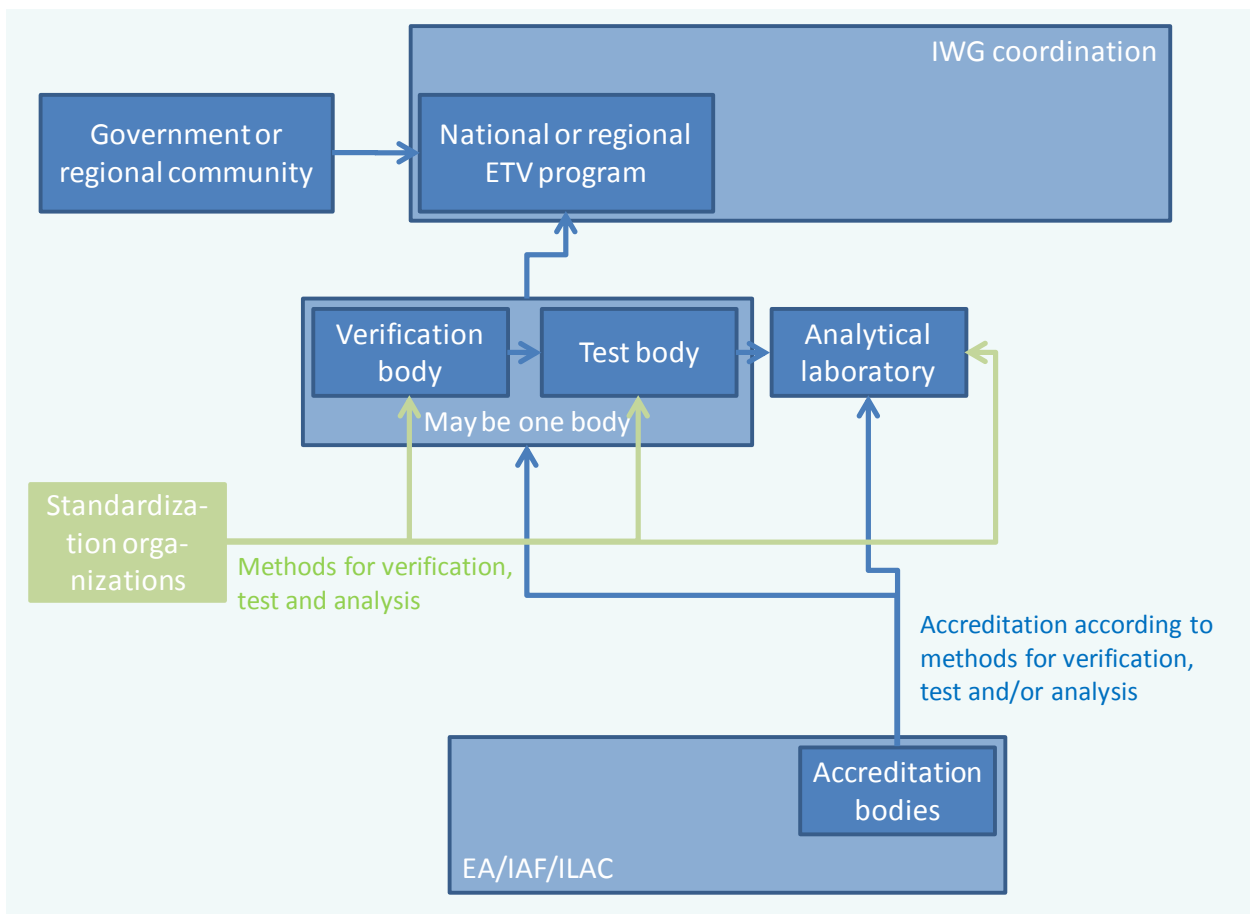 IWG coordination
Government or
regional community
National or regional
ETV program
Verification
body
Test body
Analytical
laboratory
May be one body
Standardiza-
tion orga-
nizations
Methods for verification,
test and analysis
Accreditation according to
methods for verification,
test and/or analysis
Accreditation
bodies
EA/IAF/ILAC